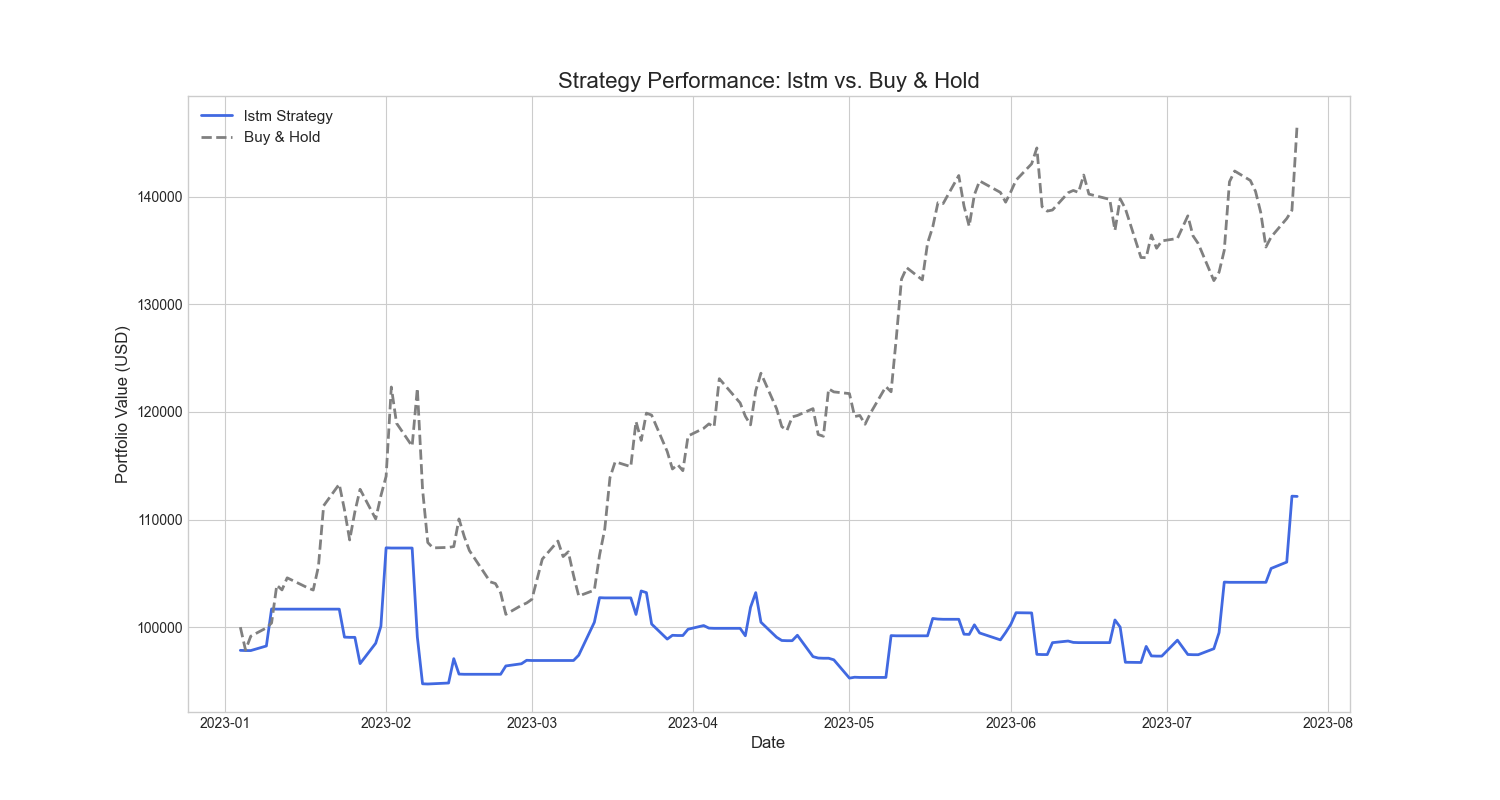 Strategy Performance: lstm vs. Buy & Hold
lstm Strategy
Buy & Hold
140000
130000
120000
110000
100000
Portfolio Value (USD)
2023-01 2023-02 2023-03 2023-04 2023-05 2023-06 2023-07 2023-08
Date